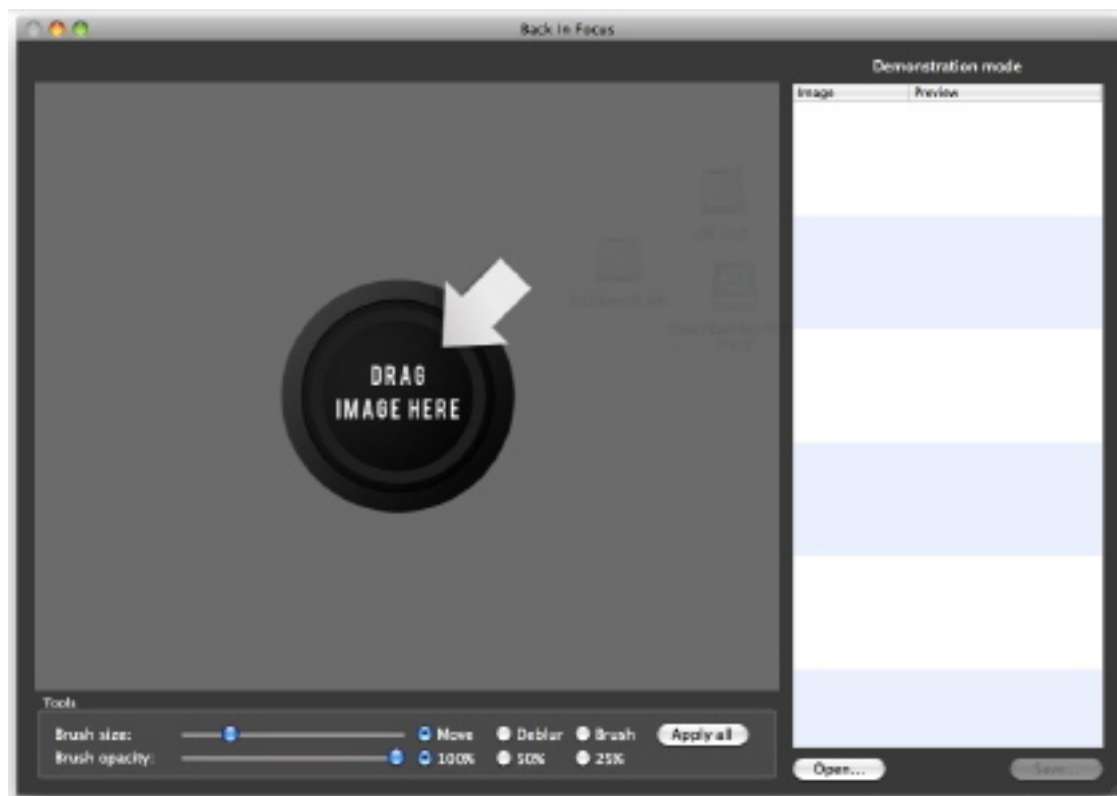 Back In Focus
Demonstration mode
Image Preview
DRAG
IMAGE HERE
Tools
Brush size: Move Deblur Brush Apply all
Brush opacity: 100% 50% 25%
Open... Save...